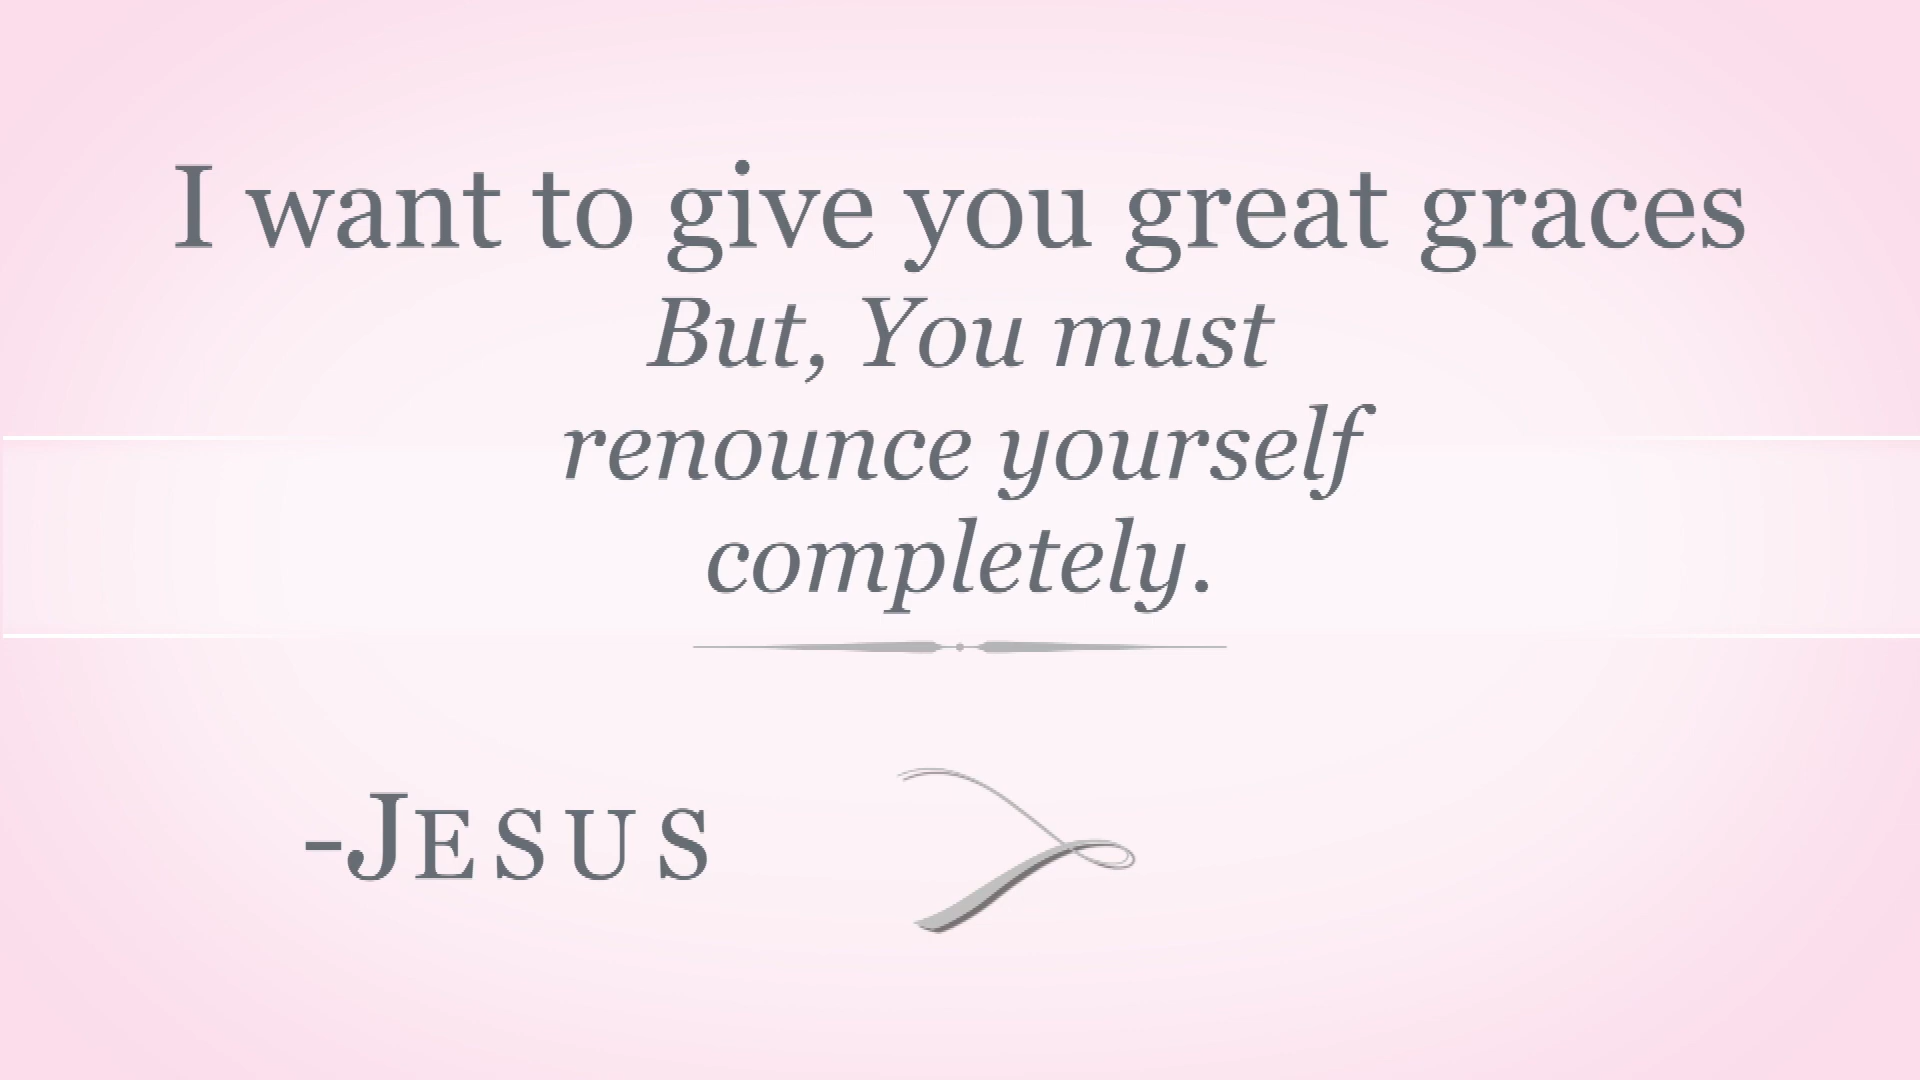 I want to give you great graces
But, You must
renounce yourself
completely.
-JESUS